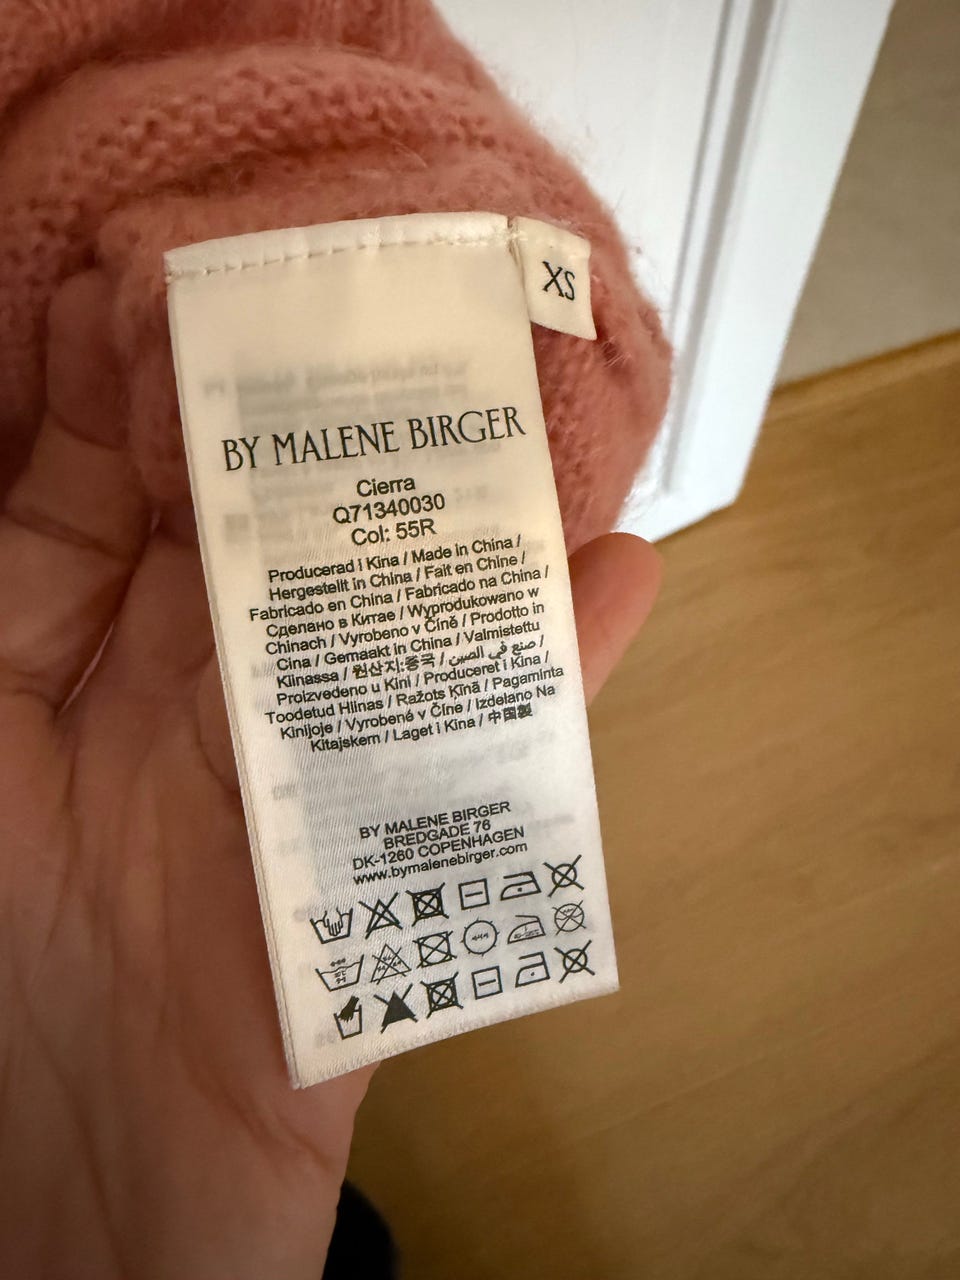 XS
BY MALENE BIRGER
Cierra
Q71340030
Col: 55R
Producerad i Kina / Made in China /
Hergestellt in China / Fait en Chine /
Fabricado en China / Fabricado na China /
Сделано в Китае / Wyprodukowano w
Chinach / Vyrobeno v Číně / Prodotto in
Cina / Gemaakt in China / Valmistettu
Kiinassa / 원산지:중국 / صنع في الصين /
Proizvedeno u Kini / Produceret i Kina /
Toodetud Hiinas / Ražots Ķīnā / Pagaminta
Kinijoje / Vyrobené v Číne / Izdelano Na
Kitajskem / Laget i Kina / 中国製
BY MALENE BIRGER
BREDGADE 76
DK-1260 COPENHAGEN
www.bymalenebirger.com